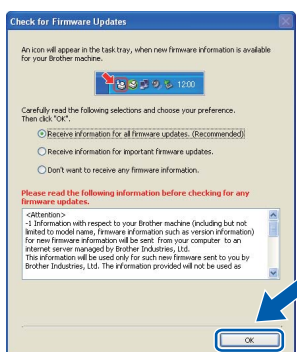 Check for Firmware Updates
An icon will appear in the task tray, when new firmware information is available
for your Brother machine.
12:00
Carefully read the following selections and choose your preference.
Then click "OK".
Receive information for all firmware updates. (Recommended)
Receive information for important firmware updates.
Don't want to receive any firmware information.
Please read the following information before checking for any
firmware updates.
<Attention>
-1 Information with respect to your Brother machine (including but not
limited to model name, firmware information such as version information)
for new firmware information will be sent from your computer to an
internet server managed by Brother Industries, Ltd.
This information will be used only for such new firmware sent to you by
Brother Industries, Ltd. The information provided will not be used as
OK